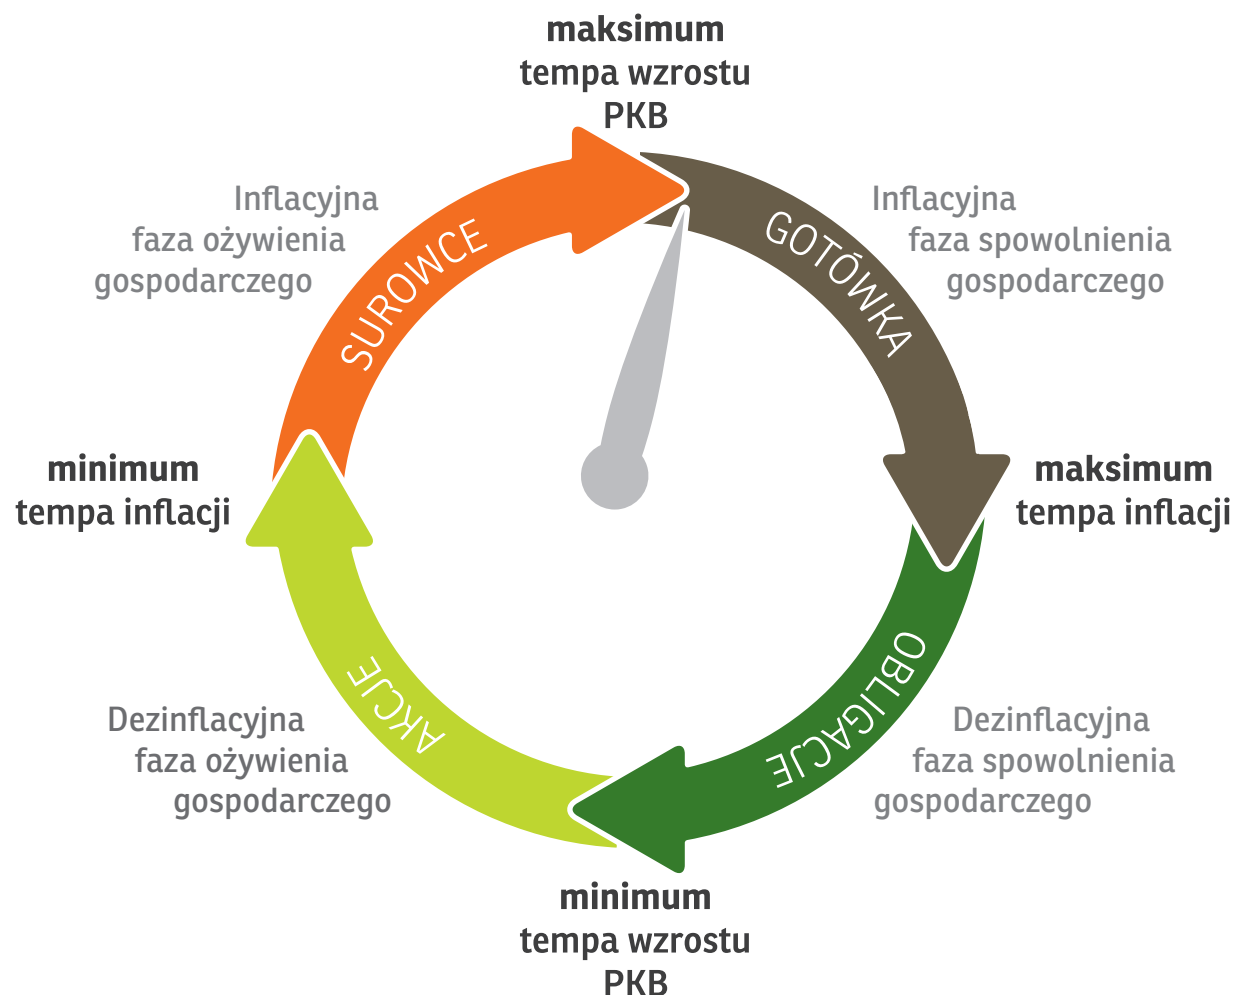 maksimum
tempa wzrostu
PKB
Inflacyjna
faza ożywienia
gospodarczego
SUROWCE
GOTÓWKA
Inflacyjna
faza spowolnienia
gospodarczego
minimum
tempa inflacji
maksimum
tempa inflacji
Dezinflacyjna
faza ożywienia
gospodarczego
AKCJE
OBLIGACJE
Dezinflacyjna
faza spowolnienia
gospodarczego
minimum
tempa wzrostu
PKB